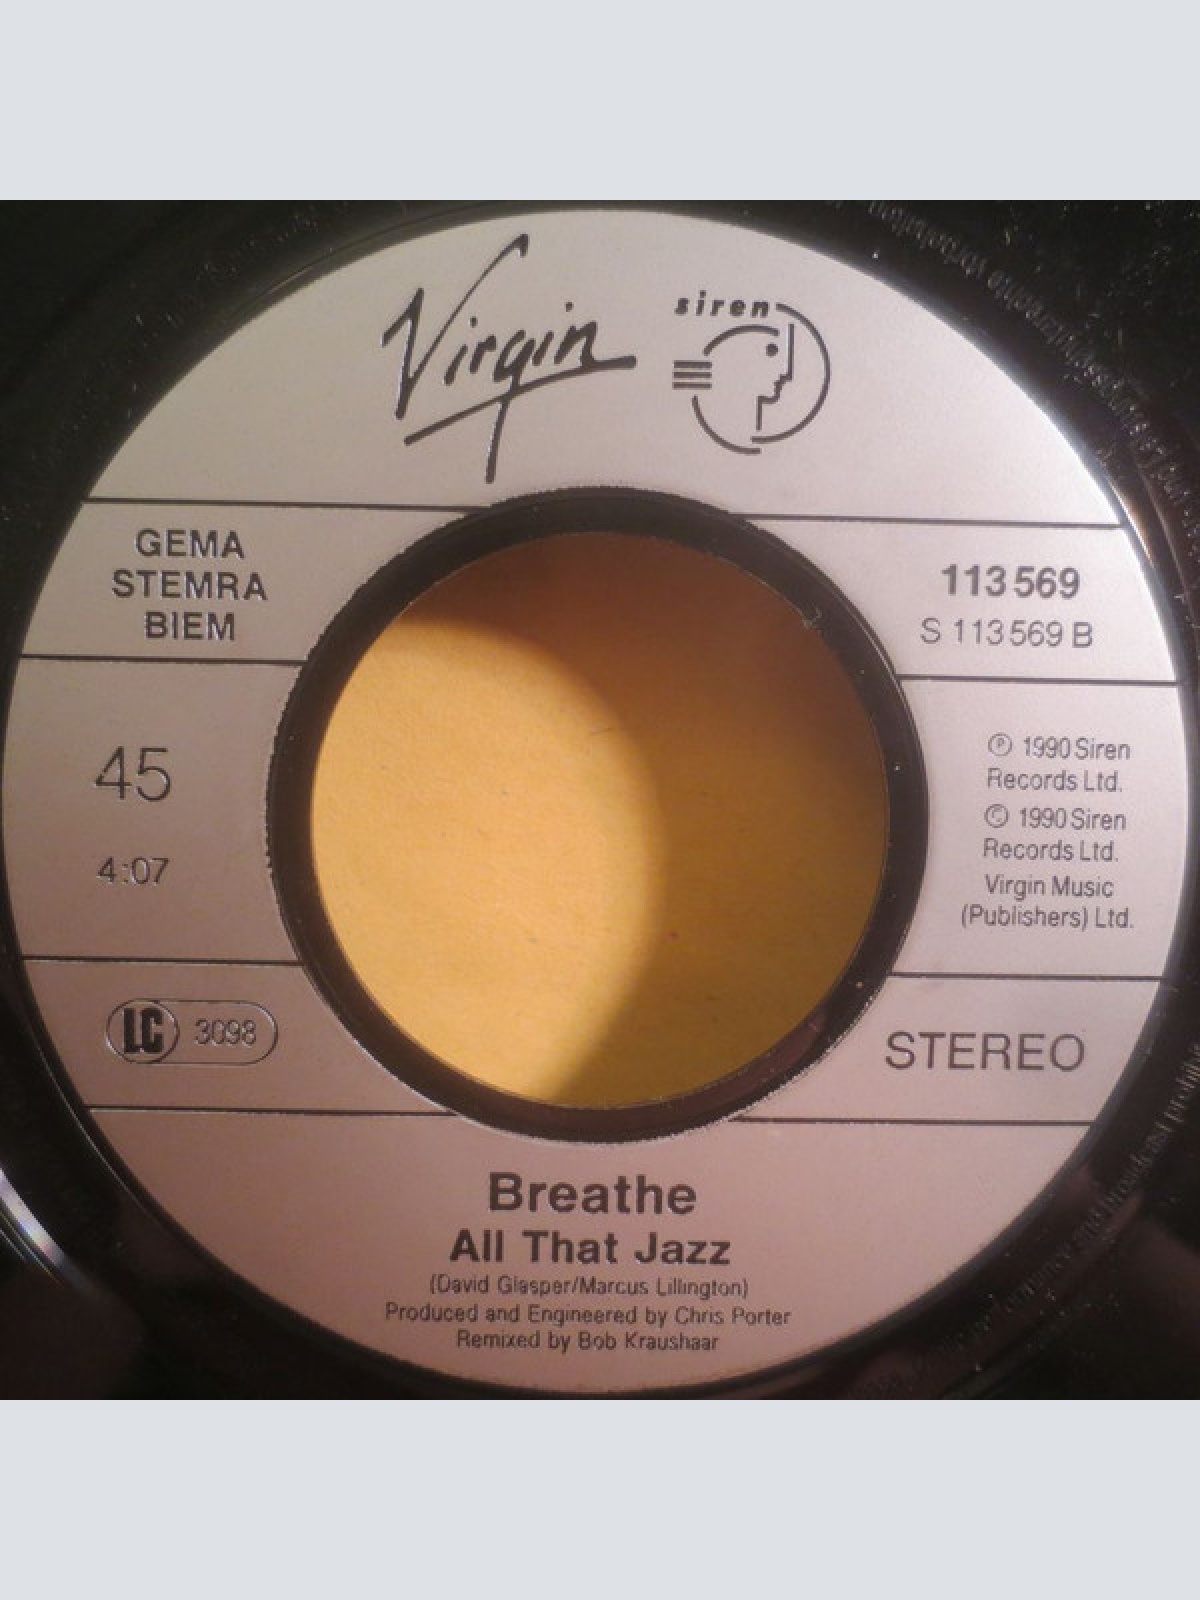 Virgin
siren
GEMA
STEMRA
BIEM
113 569
S 113 569 B
45
4:07
℗ 1990 Siren
Records Ltd.
© 1990 Siren
Records Ltd.
Virgin Music
(Publishers) Ltd.
LC 3098
STEREO
Breathe
All That Jazz
(David Glasper/Marcus Lillington)
Produced and Engineered by Chris Porter
Remixed by Bob Kraushaar